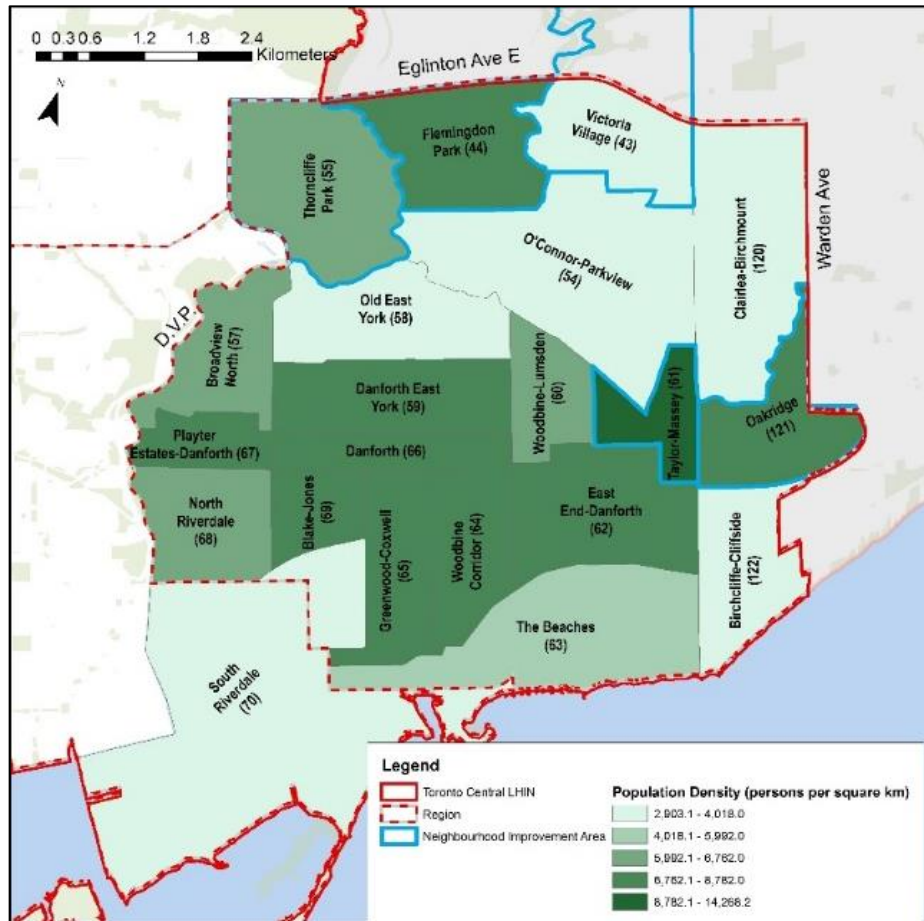 0 0.3 0.6 1.2 1.8 2.4
Kilometers
N
Eglinton Ave E
Victoria
Village (43)
Flemingdon
Park (44)
Thorncliffe
Park (55)
O'Connor-Parkview
(54)
Clairlea-Birchmount
(120)
Warden Ave
D.V.P.
Old East
York (58)
Broadview
North (57)
Danforth East
York (59)
Woodbine-Lumsden
(60)
Taylor-Massey (61)
Oakridge
(121)
Playter
Estates-Danforth (67)
Danforth (66)
North
Riverdale
(68)
Blake-Jones
(69)
Greenwood-Coxwell
(65)
Woodbine
Corridor (64)
East
End-Danforth
(62)
Birchcliffe-Cliffside
(122)
The Beaches
(63)
South
Riverdale
(70)
Legend
Toronto Central LHIN
Region
Neighbourhood Improvement Area
Population Density (persons per square km)
2,903.1 - 4,018.0
4,018.1 - 5,992.0
5,992.1 - 6,762.0
6,762.1 - 8,782.0
8,782.1 - 14,268.2